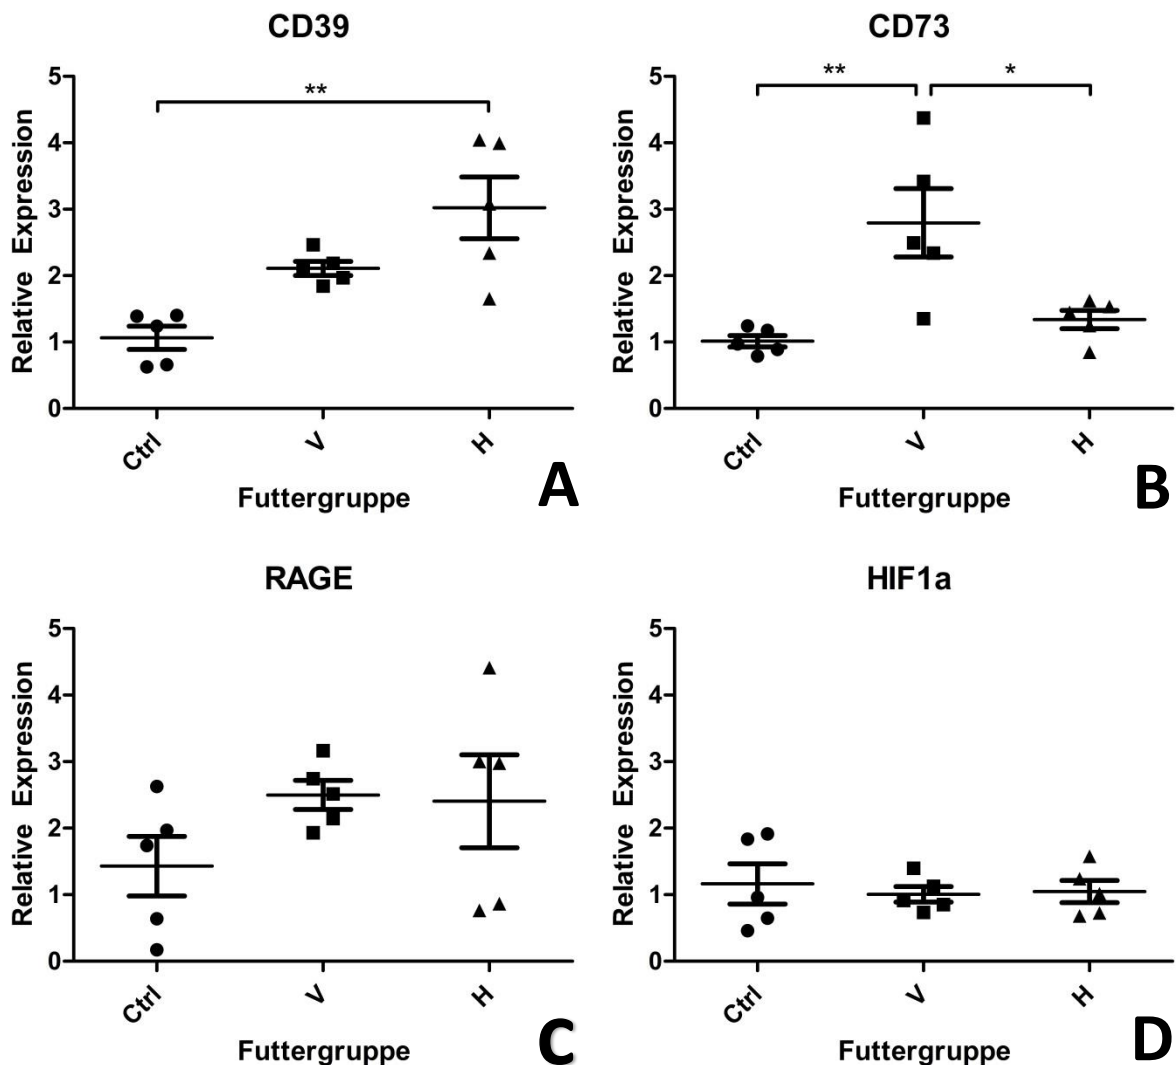 CD39
**
Relative Expression
5
4
3
2
1
0
Ctrl
V
H
Futtergruppe
A
CD73
**
*
Relative Expression
5
4
3
2
1
0
Ctrl
V
H
Futtergruppe
B
RAGE
Relative Expression
5
4
3
2
1
0
Ctrl
V
H
Futtergruppe
C
HIF1a
Relative Expression
5
4
3
2
1
0
Ctrl
V
H
Futtergruppe
D